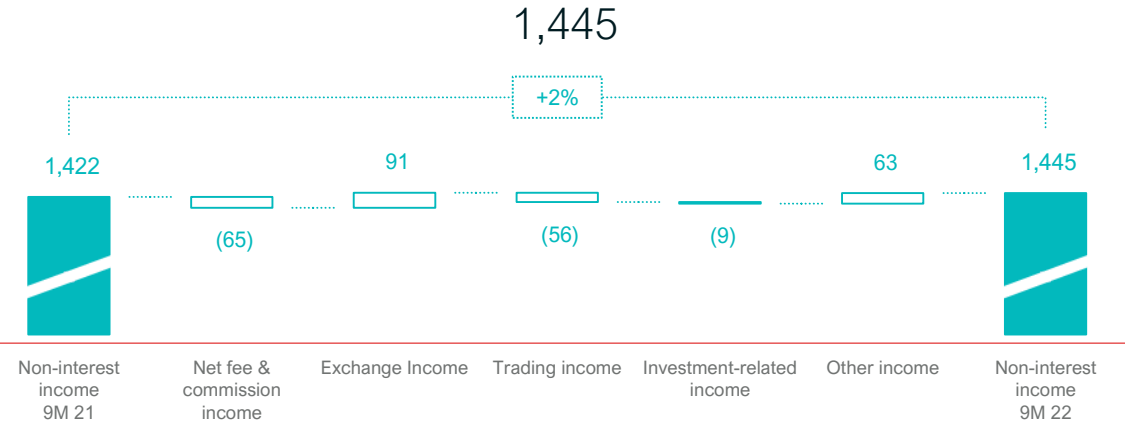 1,445
+2%
1,422
(65)
91
(56)
(9)
63
1,445
Non-interest
income
9M 21
Net fee &
commission
income
Exchange Income
Trading income
Investment-related
income
Other income
Non-interest
income
9M 22